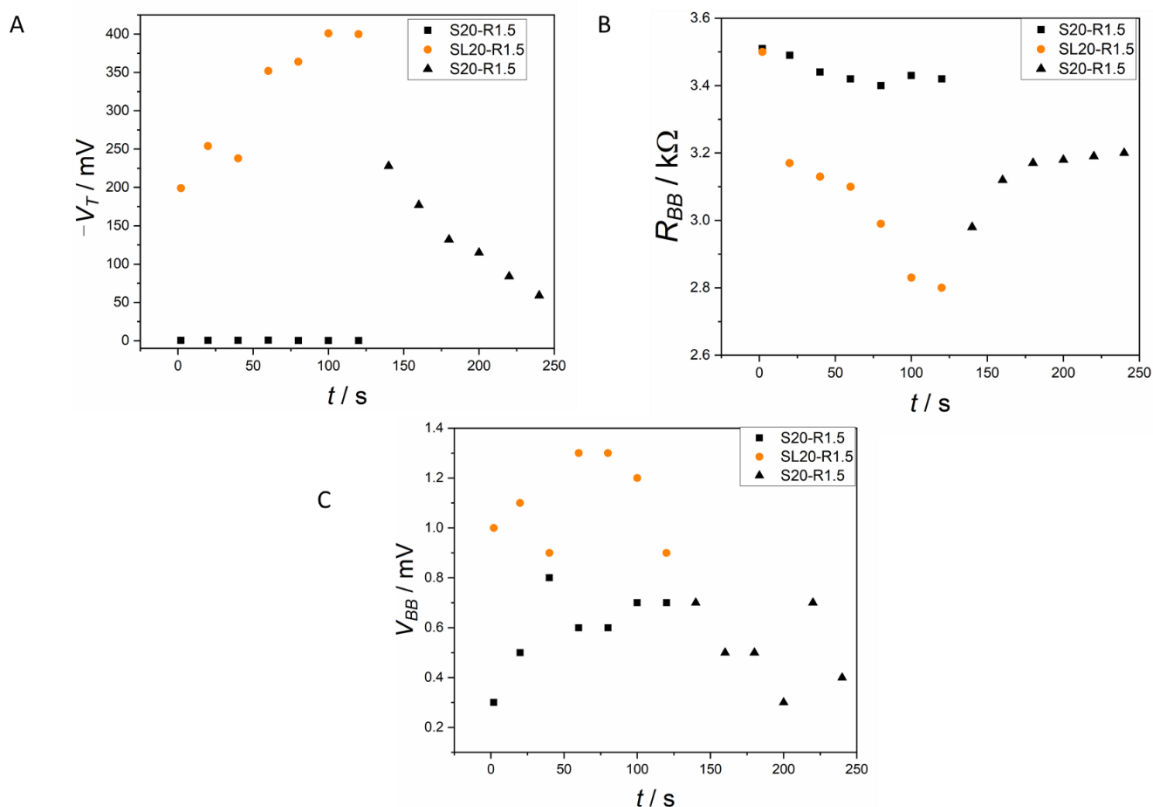 A
−V_T / mV
400
350
300
250
200
150
100
50
0
S20-R1.5
SL20-R1.5
S20-R1.5
0
50
100
150
200
250
t / s
B
R_BB / kΩ
3.6
3.4
3.2
3.0
2.8
2.6
S20-R1.5
SL20-R1.5
S20-R1.5
0
50
100
150
200
250
t / s
C
V_BB / mV
1.4
1.2
1.0
0.8
0.6
0.4
0.2
S20-R1.5
SL20-R1.5
S20-R1.5
0
50
100
150
200
250
t / s